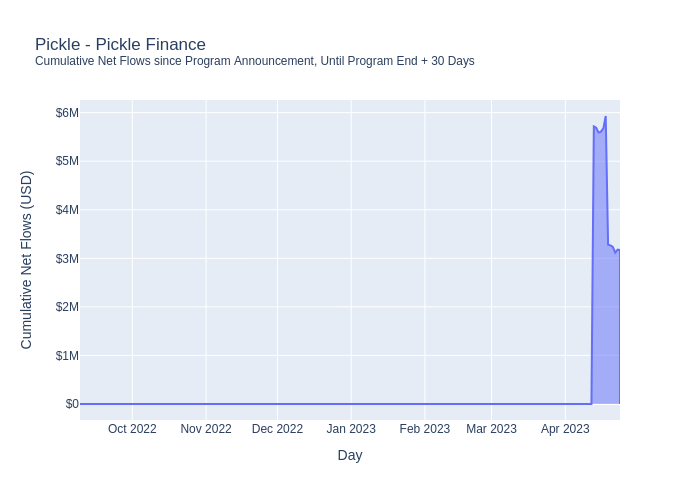 Pickle - Pickle Finance
Cumulative Net Flows since Program Announcement, Until Program End + 30 Days
Cumulative Net Flows (USD)
$6M
$5M
$4M
$3M
$2M
$1M
$0
Oct 2022 Nov 2022 Dec 2022 Jan 2023 Feb 2023 Mar 2023 Apr 2023
Day